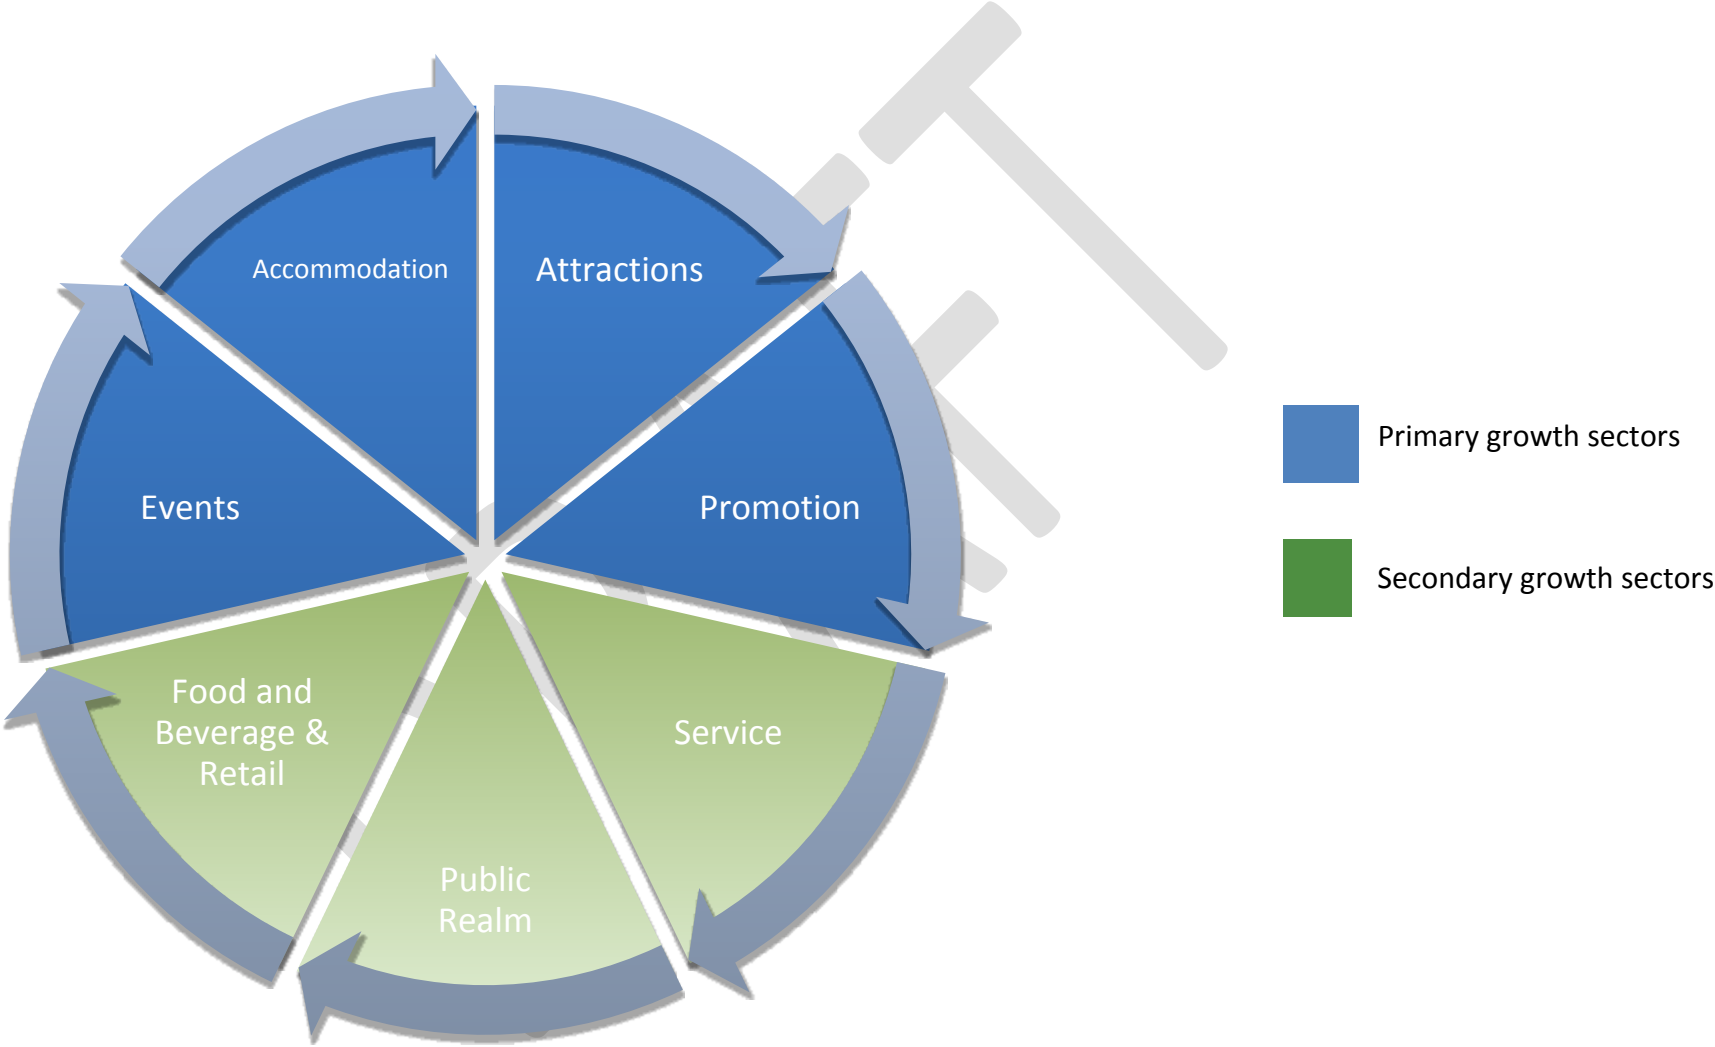 Accommodation
Attractions
Events
Promotion
Food and
Beverage &
Retail
Service
Public
Realm
Primary growth sectors
Secondary growth sectors